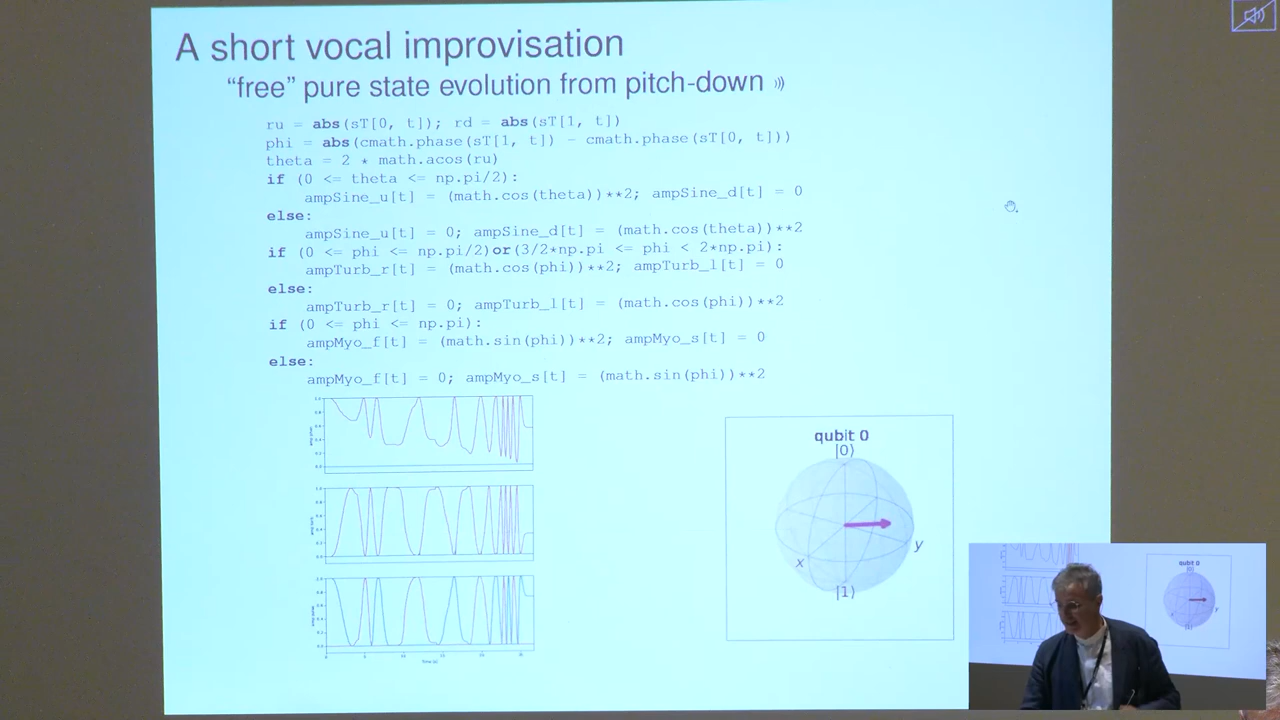 A short vocal improvisation
“free” pure state evolution from pitch-down
ru = abs(sT[0, t]); rd = abs(sT[1, t])
phi = abs(cmath.phase(sT[1, t]) - cmath.phase(sT[0, t]))
theta = 2 * math.acos(ru)
if (0 <= theta <= np.pi/2):
ampSine_u[t] = (math.cos(theta))**2; ampSine_d[t] = 0
else:
ampSine_u[t] = 0; ampSine_d[t] = (math.cos(theta))**2
if (0 <= phi <= np.pi/2)or(3/2*np.pi <= phi < 2*np.pi):
ampTurb_r[t] = (math.cos(phi))**2; ampTurb_l[t] = 0
else:
ampTurb_r[t] = 0; ampTurb_l[t] = (math.cos(phi))**2
if (0 <= phi <= np.pi):
ampMyo_f[t] = (math.sin(phi))**2; ampMyo_s[t] = 0
else:
ampMyo_f[t] = 0; ampMyo_s[t] = (math.sin(phi))**2
Time (s)
qubit 0
|0⟩
x
y
|1⟩
qubit 0
|0⟩